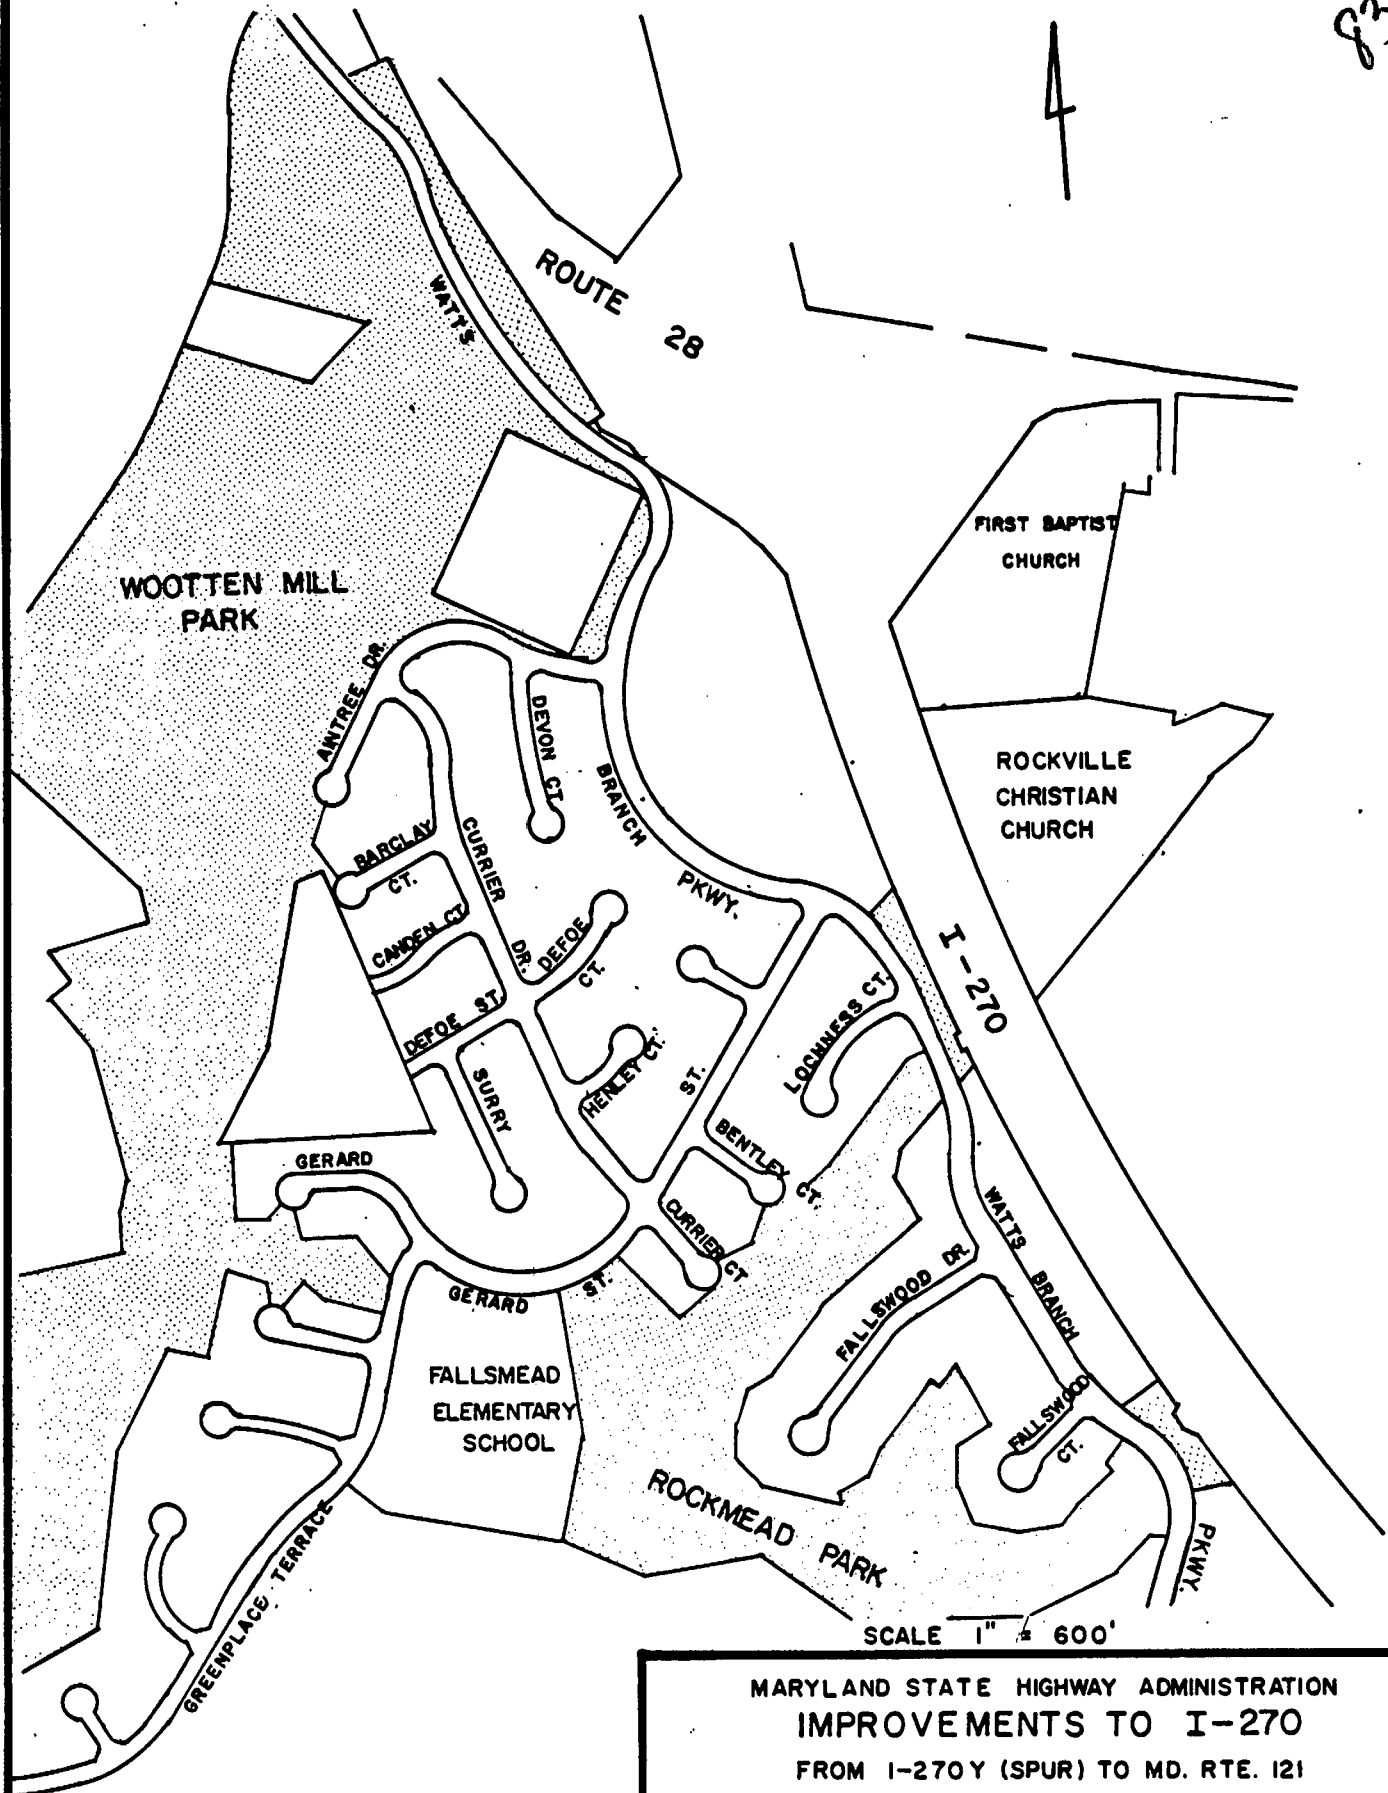 83
ROUTE 28
WATTS
FIRST BAPTIST
CHURCH
WOOTTEN MILL
PARK
AINTREE DR.
DEVON CT.
BRANCH
PKWY.
ROCKVILLE
CHRISTIAN
CHURCH
BARCLAY
CT.
CURRIER
DR.
CAMDEN CT.
DEFOE
CT.
I-270
LOCHNESS CT.
DEFOE ST.
SURRY
HENLEY CT.
ST.
BENTLEY
CT.
GERARD
CURRIER CT
WATTS
BRANCH
FALLSWOOD DR.
GERARD
ST.
FALLSMEAD
ELEMENTARY
SCHOOL
FALLSWOOD
CT.
ROCKMEAD PARK
PKWY.
GREENPLACE TERRACE
SCALE 1" = 600'
MARYLAND STATE HIGHWAY ADMINISTRATION
IMPROVEMENTS TO I-270
FROM I-270Y (SPUR) TO MD. RTE. 121